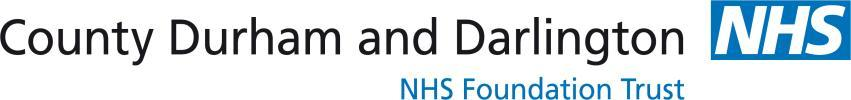 County Durham and Darlington NHS
NHS Foundation Trust